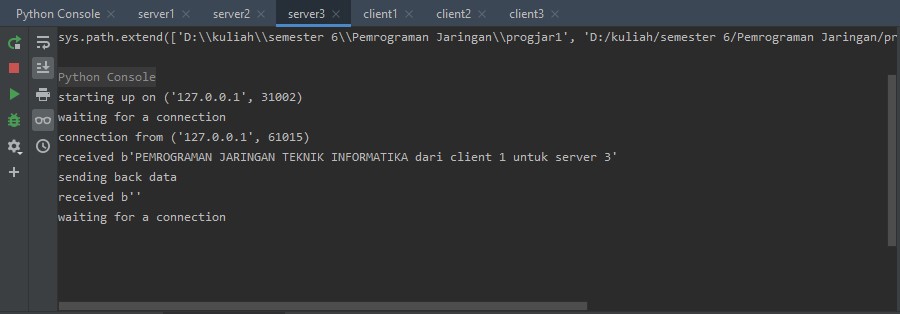 Python Console server1 server2 server3 client1 client2 client3
sys.path.extend(['D:\\kuliah\\semester 6\\Pemrograman Jaringan\\progjar1', 'D:/kuliah/semester 6/Pemrograman Jaringan/pr
Python Console
starting up on ('127.0.0.1', 31002)
waiting for a connection
connection from ('127.0.0.1', 61015)
received b'PEMROGRAMAN JARINGAN TEKNIK INFORMATIKA dari client 1 untuk server 3'
sending back data
received b''
waiting for a connection